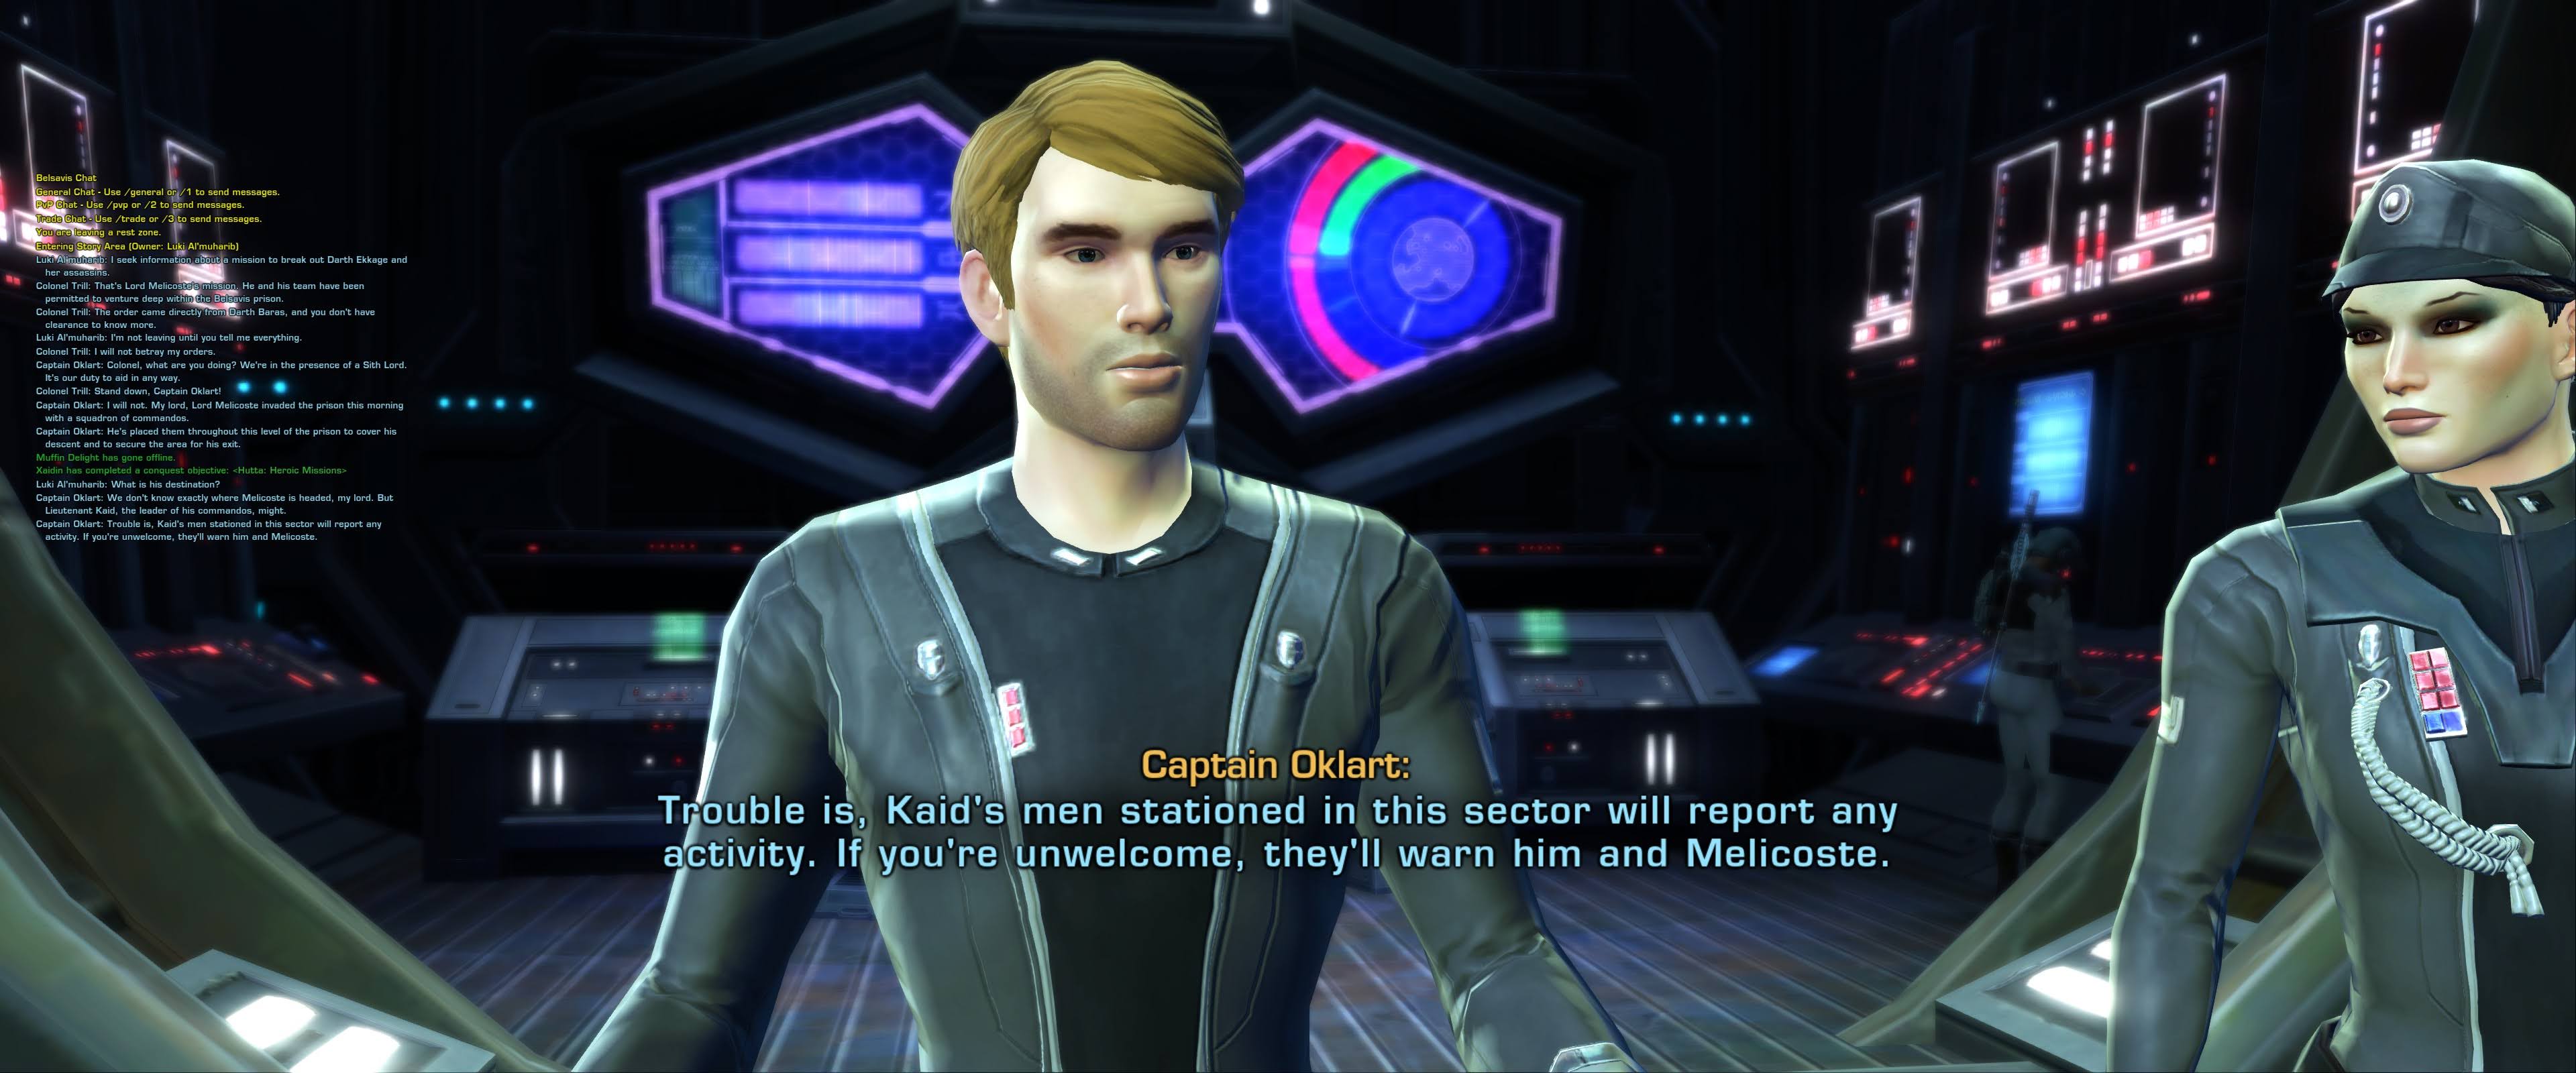 Belsavis Chat
General Chat - Use /general or /1 to send messages.
PvP Chat - Use /pvp or /2 to send messages.
Trade Chat - Use /trade or /3 to send messages.
You are leaving a rest zone.
Entering Story Area (Owner: Luki Al'muharib)
Luki Al'muharib: I seek information about a mission to break out Darth Ekkage and
her assassins.
Colonel Trill: That's Lord Melicoste's mission. He and his team have been
permitted to venture deep within the Belsavis prison.
Colonel Trill: The order came directly from Darth Baras, and you don't have
clearance to know more.
Luki Al'muharib: I'm not leaving until you tell me everything.
Colonel Trill: I will not betray my orders.
Captain Oklart: Colonel, what are you doing? We're in the presence of a Sith Lord.
It's our duty to aid in any way.
Colonel Trill: Stand down, Captain Oklart!
Captain Oklart: I will not. My lord, Lord Melicoste invaded the prison this morning
with a squadron of commandos.
Captain Oklart: He's placed them throughout this level of the prison to cover his
descent and to secure the area for his exit.
Muffin Delight has gone offline.
Xaidin has completed a conquest objective: <Hutta: Heroic Missions>
Luki Al'muharib: What is his destination?
Captain Oklart: We don't know exactly where Melicoste is headed, my lord. But
Lieutenant Kaid, the leader of his commandos, might.
Captain Oklart: Trouble is, Kaid's men stationed in this sector will report any
activity. If you're unwelcome, they'll warn him and Melicoste.
Captain Oklart:
Trouble is, Kaid's men stationed in this sector will report any
activity. If you're unwelcome, they'll warn him and Melicoste.